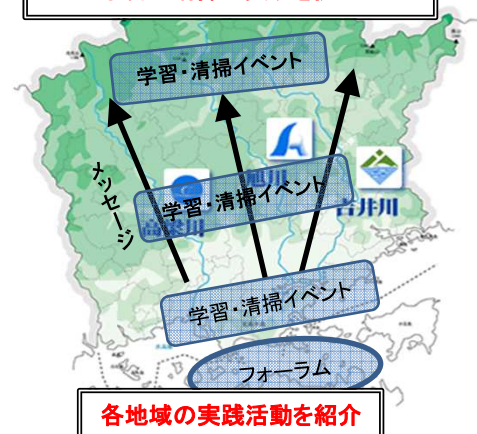 学習・清掃イベント
旭川
メッセージ
学習・清掃イベント
高梁川
吉井川
学習・清掃イベント
フォーラム
各地域の実践活動を紹介